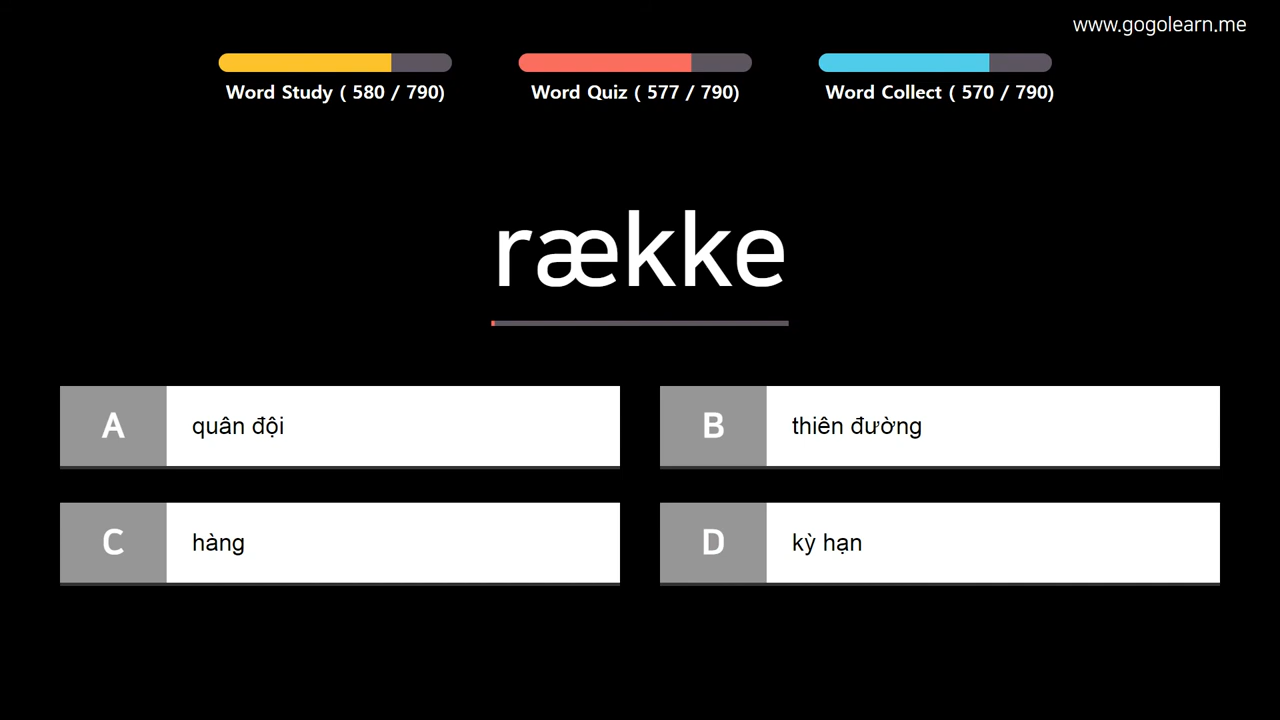 www.gogolearn.me
Word Study ( 580 / 790)
Word Quiz ( 577 / 790)
Word Collect ( 570 / 790)
række
A
quân đội
B
thiên đường
C
hàng
D
kỳ hạn